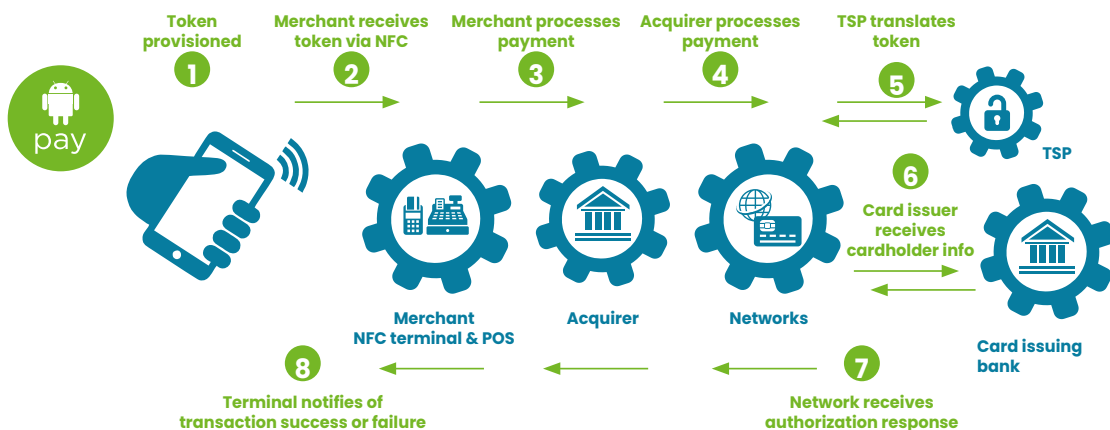 Token
provisioned
1
Merchant receives
token via NFC
2
Merchant processes
payment
3
Acquirer processes
payment
4
TSP translates
token
5
pay
TSP
6
Card issuer
receives
cardholder info
Merchant
NFC terminal & POS
Acquirer
Networks
Card issuing
bank
8
Terminal notifies of
transaction success or failure
7
Network receives
authorization response